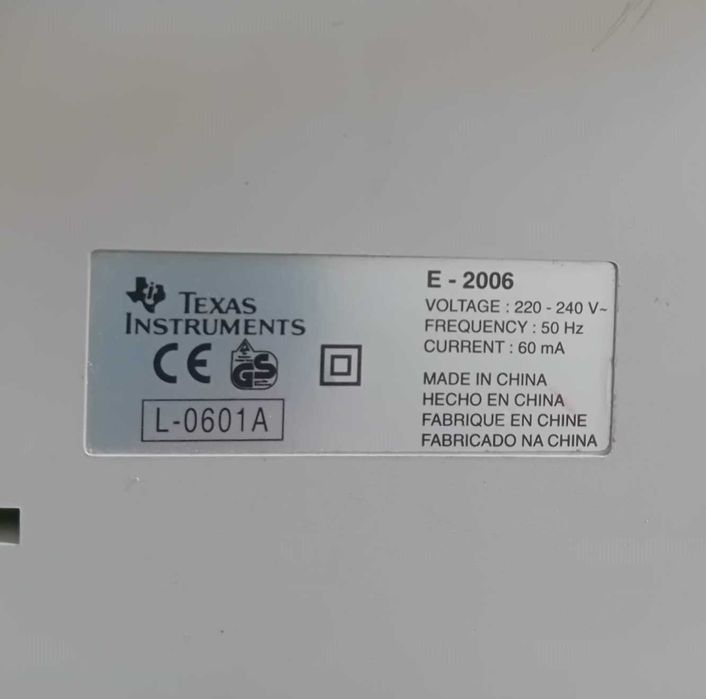 TEXAS
INSTRUMENTS
CE GS
L-0601A
E - 2006
VOLTAGE : 220 - 240 V~
FREQUENCY : 50 Hz
CURRENT : 60 mA
MADE IN CHINA
HECHO EN CHINA
FABRIQUE EN CHINE
FABRICADO NA CHINA